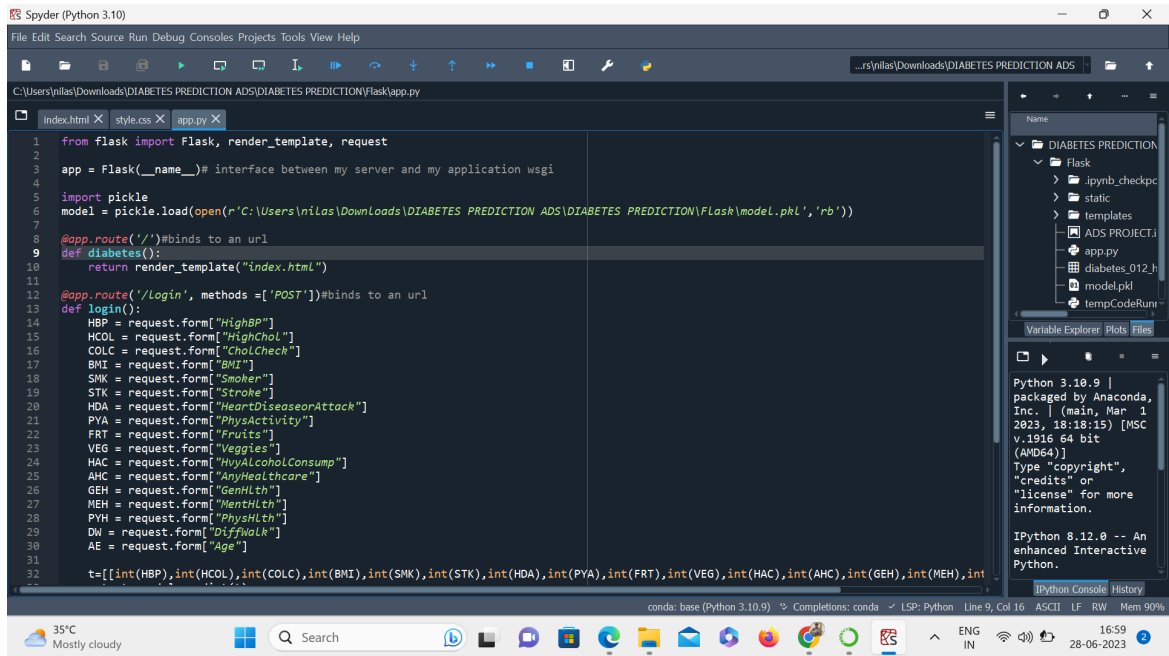 Spyder (Python 3.10)
File Edit Search Source Run Debug Consoles Projects Tools View Help
...rs\nilas\Downloads\DIABETES PREDICTION ADS
C:\Users\nilas\Downloads\DIABETES PREDICTION ADS\DIABETES PREDICTION\Flask\app.py
index.html style.css app.py
1 from flask import Flask, render_template, request
2
3 app = Flask(__name__)# interface between my server and my application wsgi
4
5 import pickle
6 model = pickle.load(open(r'C:\Users\nilas\Downloads\DIABETES PREDICTION ADS\DIABETES PREDICTION\Flask\model.pkl','rb'))
7
8 @app.route('/')#binds to an url
9 def diabetes():
10 return render_template("index.html")
11
12 @app.route('/login', methods =['POST'])#binds to an url
13 def login():
14 HBP = request.form["HighBP"]
15 HCOL = request.form["HighChol"]
16 COLC = request.form["CholCheck"]
17 BMI = request.form["BMI"]
18 SMK = request.form["Smoker"]
19 STK = request.form["Stroke"]
20 HDA = request.form["HeartDiseaseorAttack"]
21 PYA = request.form["PhysActivity"]
22 FRT = request.form["Fruits"]
23 VEG = request.form["Veggies"]
24 HAC = request.form["HvyAlcoholConsump"]
25 AHC = request.form["AnyHealthcare"]
26 GEH = request.form["GenHlth"]
27 MEH = request.form["MentHlth"]
28 PYH = request.form["PhysHlth"]
29 DW = request.form["DiffWalk"]
30 AE = request.form["Age"]
31
32 t=[[int(HBP),int(HCOL),int(COLC),int(BMI),int(SMK),int(STK),int(HDA),int(PYA),int(FRT),int(VEG),int(HAC),int(AHC),int(GEH),int(MEH),int
Name
DIABETES PREDICTION
Flask
.ipynb_checkpo
static
templates
ADS PROJECT.i
app.py
diabetes_012_h
model.pkl
tempCodeRunn
Variable Explorer Plots Files
Python 3.10.9 |
packaged by Anaconda,
Inc. | (main, Mar 1
2023, 18:18:15) [MSC
v.1916 64 bit
(AMD64)]
Type "copyright",
"credits" or
"license" for more
information.
IPython 8.12.0 -- An
enhanced Interactive
Python.
IPython Console History
conda: base (Python 3.10.9) Completions: conda LSP: Python Line 9, Col 16 ASCII LF RW Mem 90%
35°C
Mostly cloudy
Search
ENG
IN
16:59
28-06-2023
2